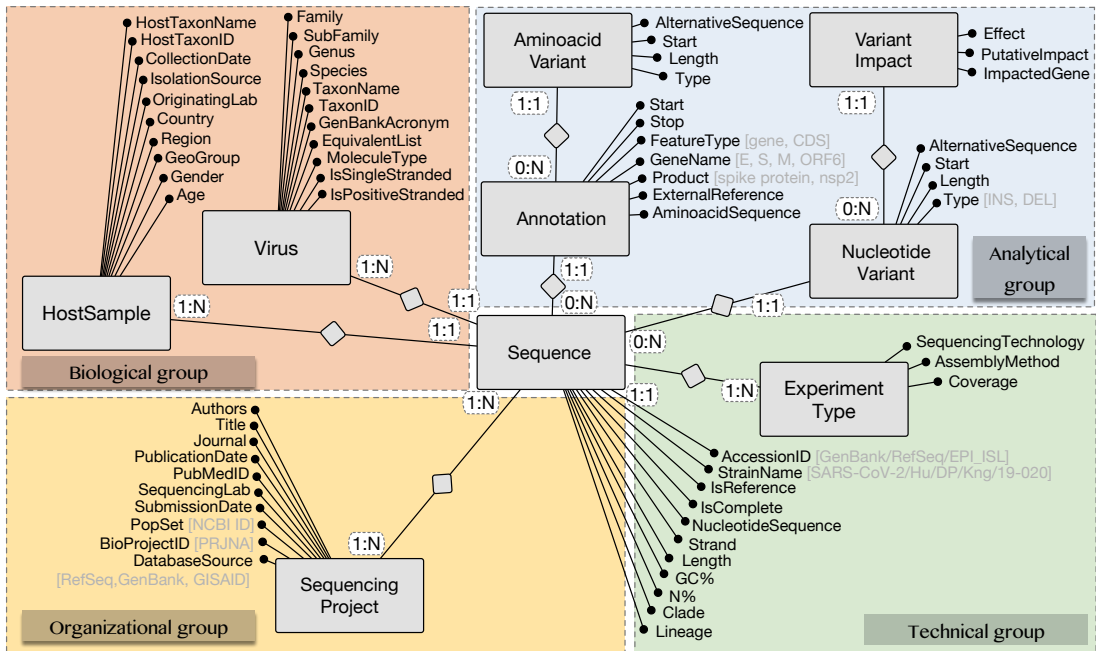 HostTaxonName
HostTaxonID
CollectionDate
IsolationSource
OriginatingLab
Country
Region
GeoGroup
Gender
Age
HostSample
Family
SubFamily
Genus
Species
TaxonName
TaxonID
GenBankAcronym
EquivalentList
MoleculeType
IsSingleStranded
IsPositiveStranded
Virus
1:N
1:N
1:1
1:1
Biological group
Aminoacid
Variant
AlternativeSequence
Start
Length
Type
1:1
0:N
Start
Stop
FeatureType [gene, CDS]
GeneName [E, S, M, ORF6]
Product [spike protein, nsp2]
ExternalReference
AminoacidSequence
Annotation
1:1
0:N
Variant
Impact
Effect
PutativeImpact
ImpactedGene
1:1
0:N
AlternativeSequence
Start
Length
Type [INS, DEL]
Nucleotide
Variant
1:1
Analytical
group
Sequence
0:N
1:1
1:N
1:N
Experiment
Type
SequencingTechnology
AssemblyMethod
Coverage
AccessionID [GenBank/RefSeq/EPI_ISL]
StrainName
[SARS-CoV-2/Hu/DP/Kng/19-020]
IsReference
IsComplete
NucleotideSequence
Strand
Length
GC%
N%
Clade
Lineage
Technical group
Authors
Title
Journal
PublicationDate
PubMedID
SequencingLab
SubmissionDate
PopSet [NCBI ID]
BioProjectID [PRJNA]
DatabaseSource
[RefSeq,GenBank, GISAID]
1:N
Sequencing
Project
Organizational group